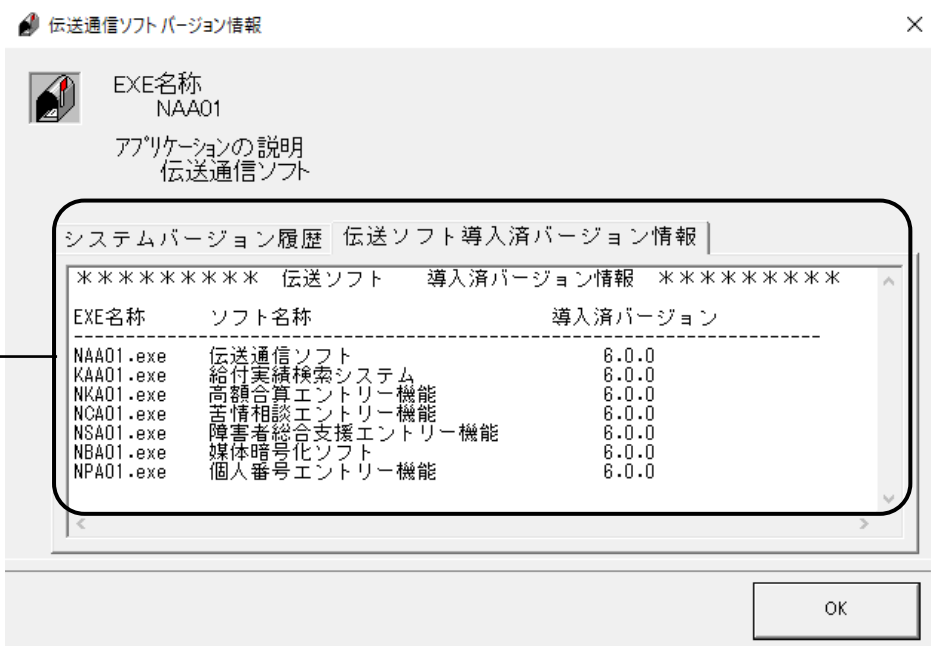 伝送通信ソフト バージョン情報
EXE名称
NAA01
アプリケーションの説明
伝送通信ソフト
システムバージョン履歴 伝送ソフト導入済バージョン情報
＊＊＊＊＊＊＊＊＊ 伝送ソフト 導入済バージョン情報 ＊＊＊＊＊＊＊＊＊
EXE名称 ソフト名称 導入済バージョン
NAA01.exe 伝送通信ソフト 6.0.0
KAA01.exe 給付実績検索システム 6.0.0
NKA01.exe 高額合算エントリー機能 6.0.0
NCA01.exe 苦情相談エントリー機能 6.0.0
NSA01.exe 障害者総合支援エントリー機能 6.0.0
NBA01.exe 媒体暗号化ソフト 6.0.0
NPA01.exe 個人番号エントリー機能 6.0.0
OK